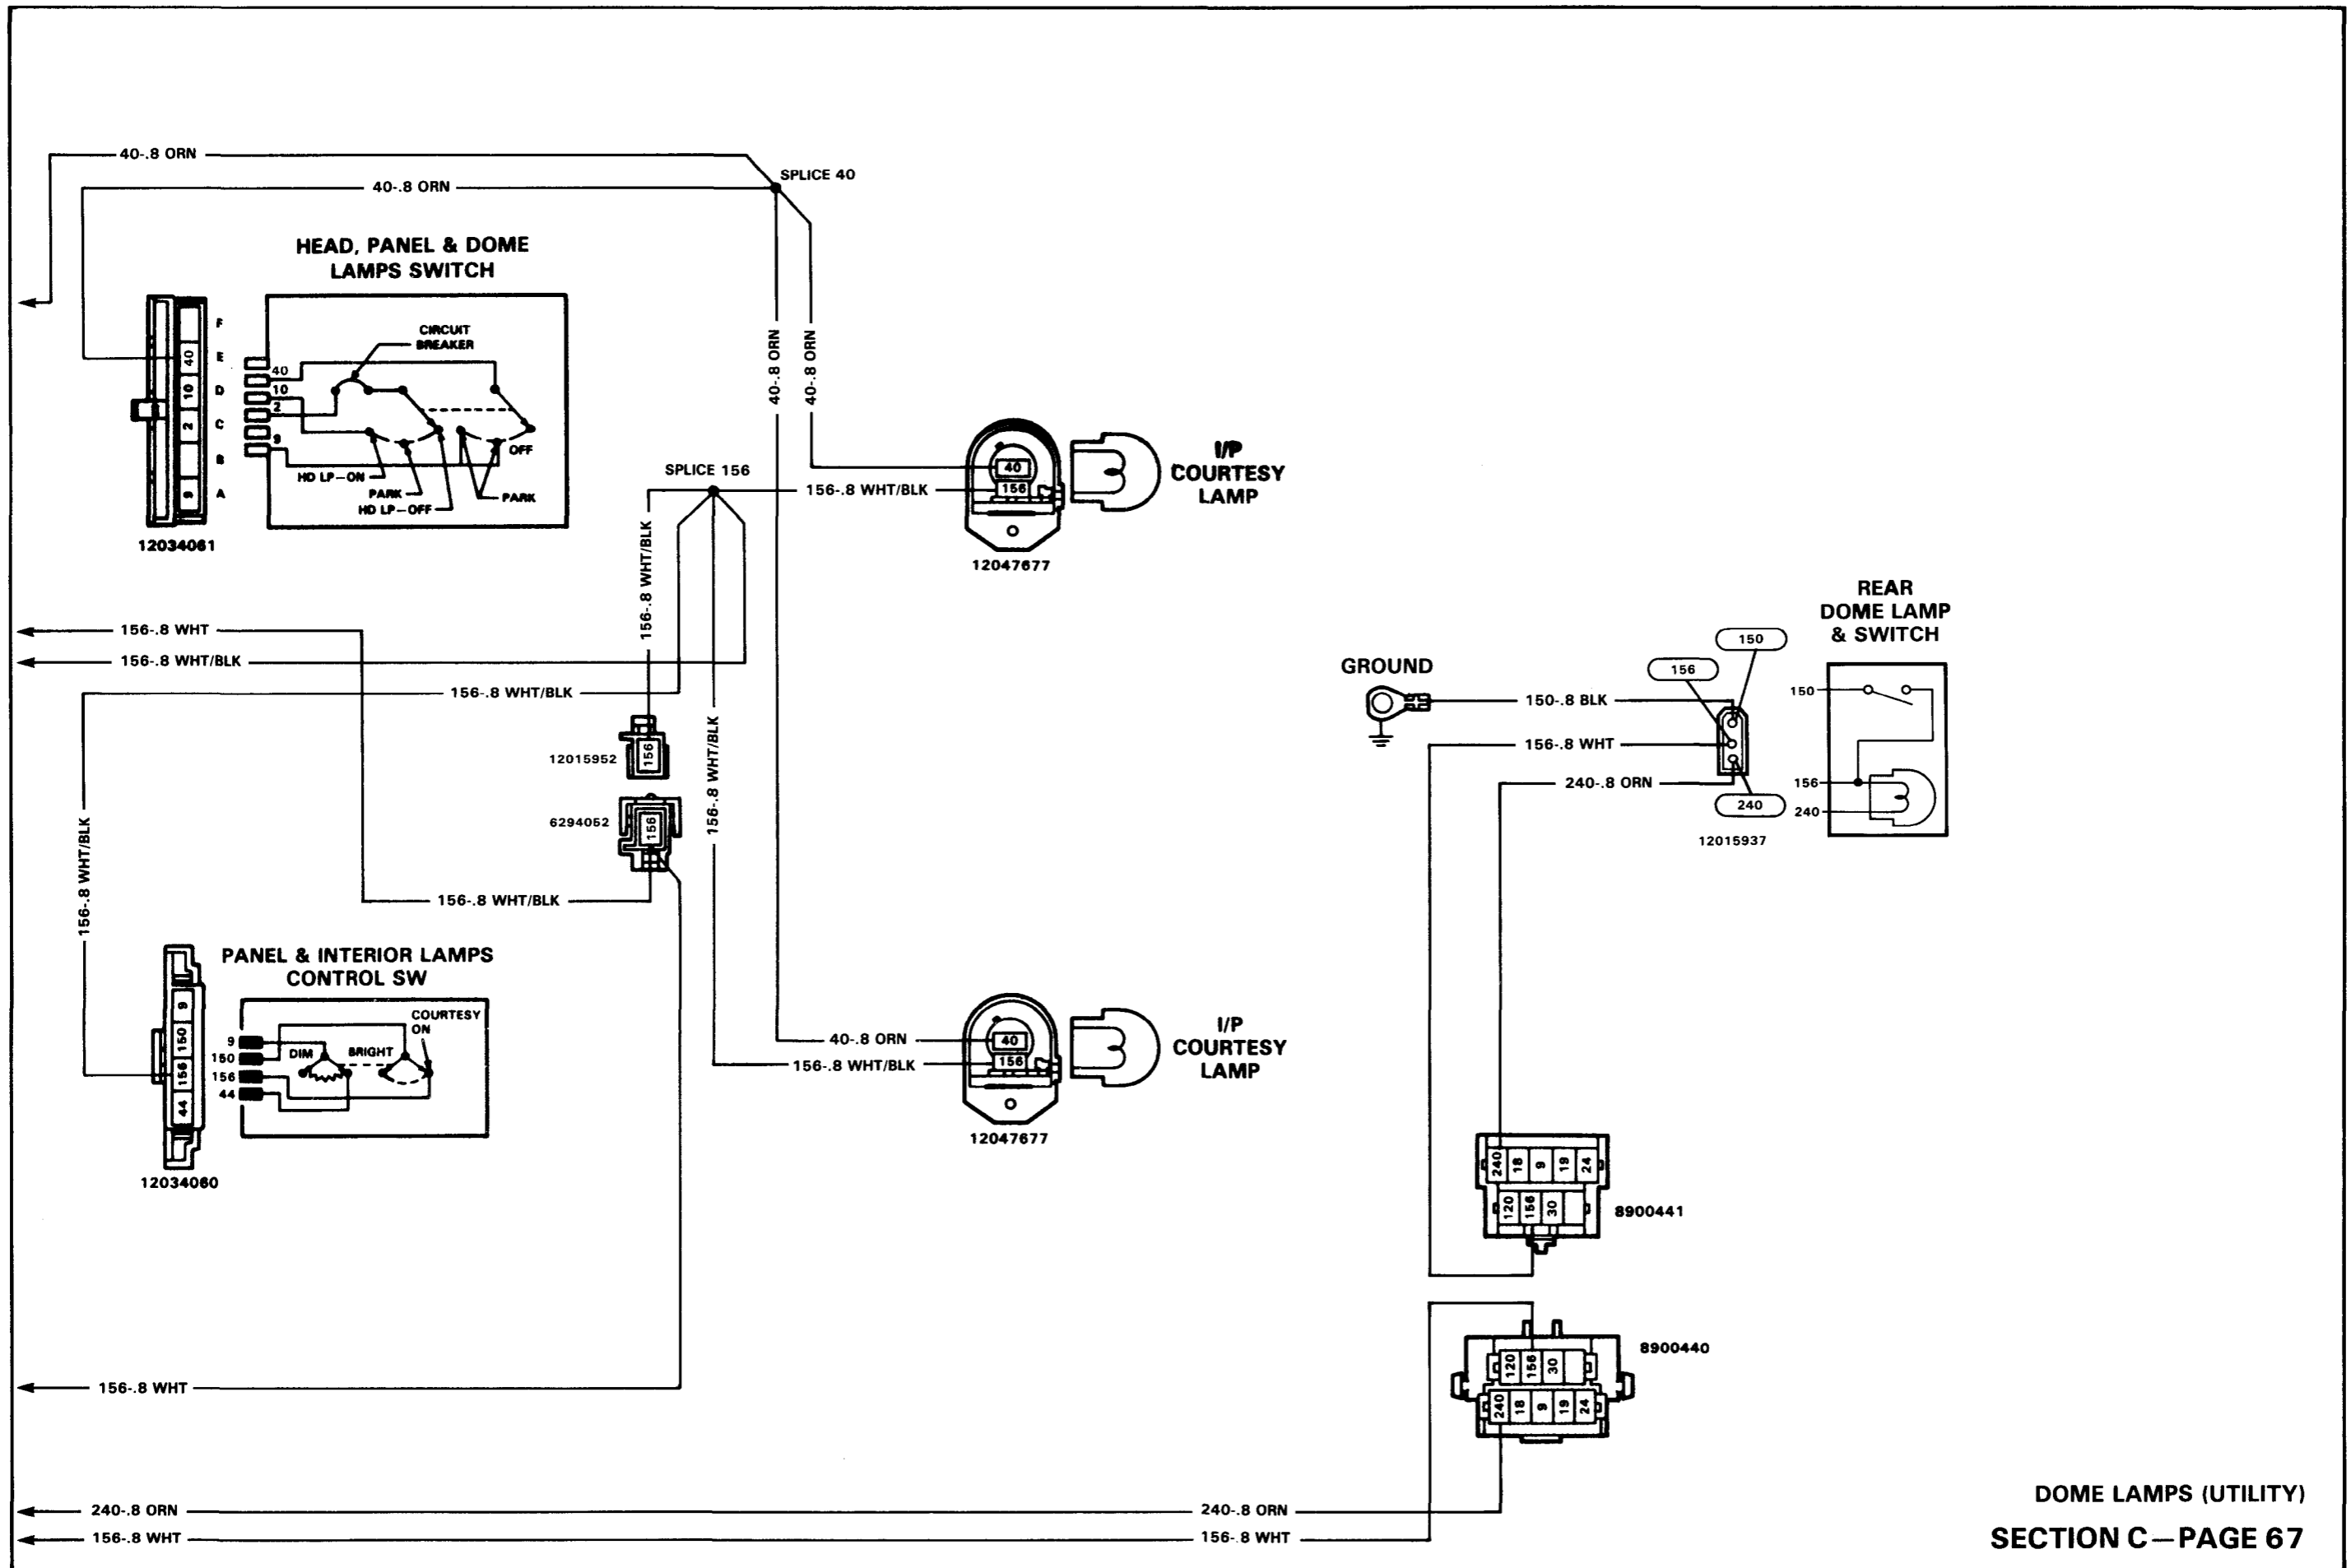 40-.8 ORN
SPLICE 40
40-.8 ORN
HEAD, PANEL & DOME
LAMPS SWITCH
F
E
D
C
B
A
40
10
2
9
40
10
2
9
CIRCUIT
BREAKER
OFF
HD LP-ON
PARK
HD LP-OFF
PARK
12034061
40-.8 ORN
40-.8 ORN
SPLICE 156
156-.8 WHT/BLK
40
156
I/P
COURTESY
LAMP
12047677
156-.8 WHT/BLK
156-.8 WHT
156-.8 WHT/BLK
156-.8 WHT/BLK
156-.8 WHT/BLK
156-.8 WHT/BLK
12015952
156
6294052
156
156-.8 WHT/BLK
PANEL & INTERIOR LAMPS
CONTROL SW
9
150
156
44
9
150
156
44
DIM
BRIGHT
COURTESY
ON
12034060
40-.8 ORN
156-.8 WHT/BLK
40
156
I/P
COURTESY
LAMP
12047677
REAR
DOME LAMP
& SWITCH
150
156
GROUND
150-.8 BLK
156-.8 WHT
240-.8 ORN
240
12015937
150
156
240
240
18
9
19
24
120
156
30
8900441
8900440
120
156
30
240
18
9
19
24
156-.8 WHT
240-.8 ORN
240-.8 ORN
156-.8 WHT
156-.8 WHT
DOME LAMPS (UTILITY)
SECTION C—PAGE 67